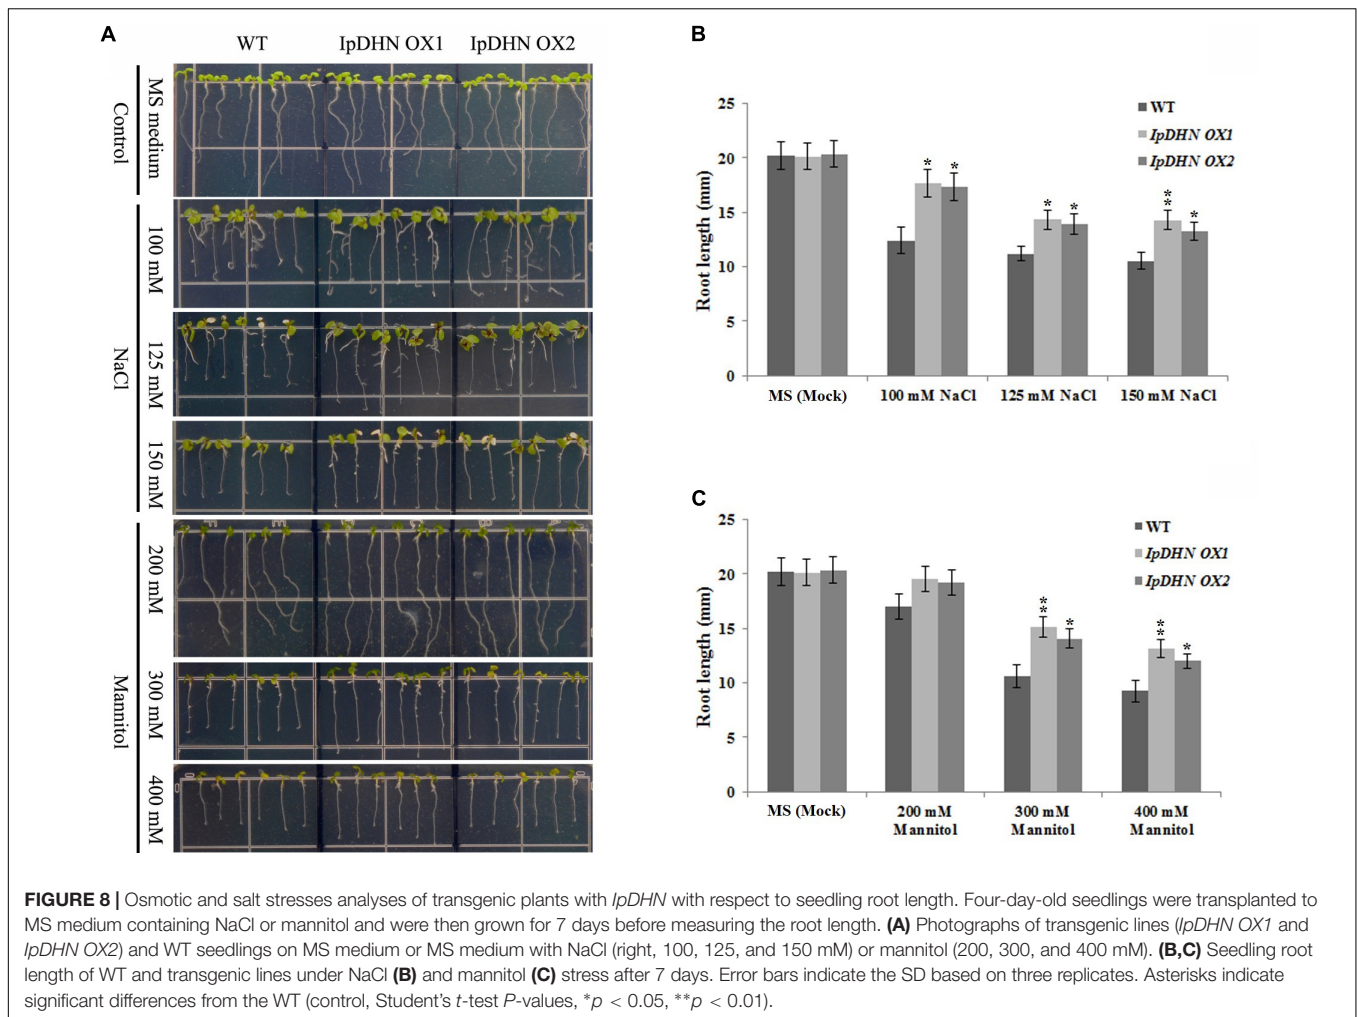 A
WT
IpDHN OX1
IpDHN OX2
MS medium
Control
100 mM
125 mM
150 mM
NaCl
200 mM
300 mM
400 mM
Mannitol
B
25
20
15
10
5
0
Root length (mm)
WT
IpDHN OX1
IpDHN OX2
*
*
*
*
**
*
MS (Mock)
100 mM NaCl
125 mM NaCl
150 mM NaCl
C
25
20
15
10
5
0
Root length (mm)
WT
IpDHN OX1
IpDHN OX2
**
*
**
*
MS (Mock)
200 mM
Mannitol
300 mM
Mannitol
400 mM
Mannitol
FIGURE 8 | Osmotic and salt stresses analyses of transgenic plants with IpDHN with respect to seedling root length. Four-day-old seedlings were transplanted to
MS medium containing NaCl or mannitol and were then grown for 7 days before measuring the root length. (A) Photographs of transgenic lines (IpDHN OX1 and
IpDHN OX2) and WT seedlings on MS medium or MS medium with NaCl (right, 100, 125, and 150 mM) or mannitol (200, 300, and 400 mM). (B,C) Seedling root
length of WT and transgenic lines under NaCl (B) and mannitol (C) stress after 7 days. Error bars indicate the SD based on three replicates. Asterisks indicate
significant differences from the WT (control, Student's t-test P-values, *p < 0.05, **p < 0.01).